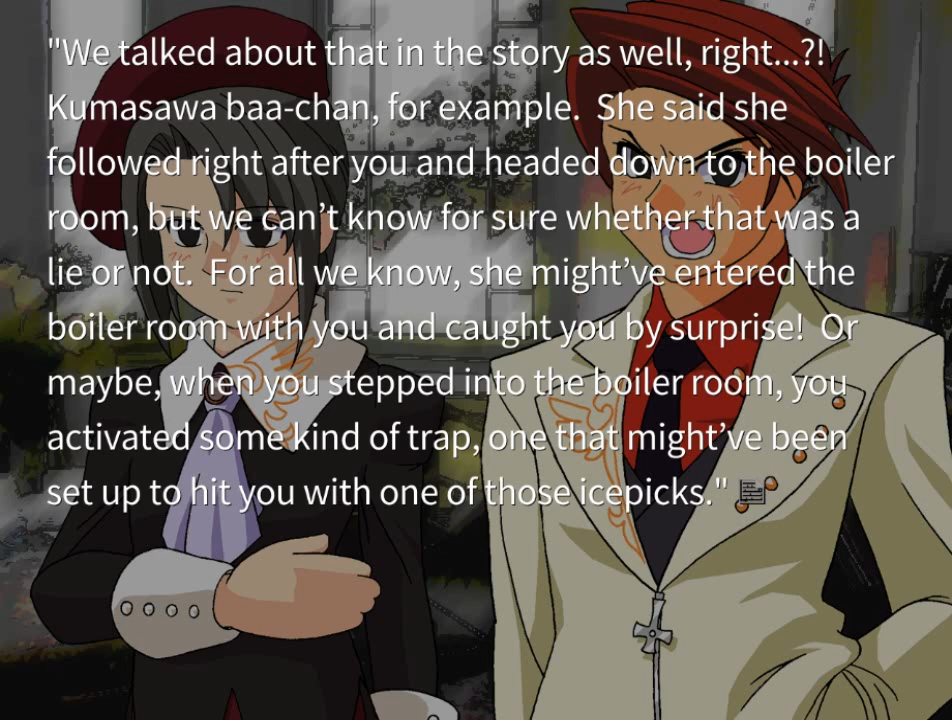 "We talked about that in the story as well, right...?!
Kumasawa baa-chan, for example.  She said she
followed right after you and headed down to the boiler
room, but we can’t know for sure whether that was a
lie or not.  For all we know, she might’ve entered the
boiler room with you and caught you by surprise!  Or
maybe, when you stepped into the boiler room, you
activated some kind of trap, one that might’ve been
set up to hit you with one of those icepicks."